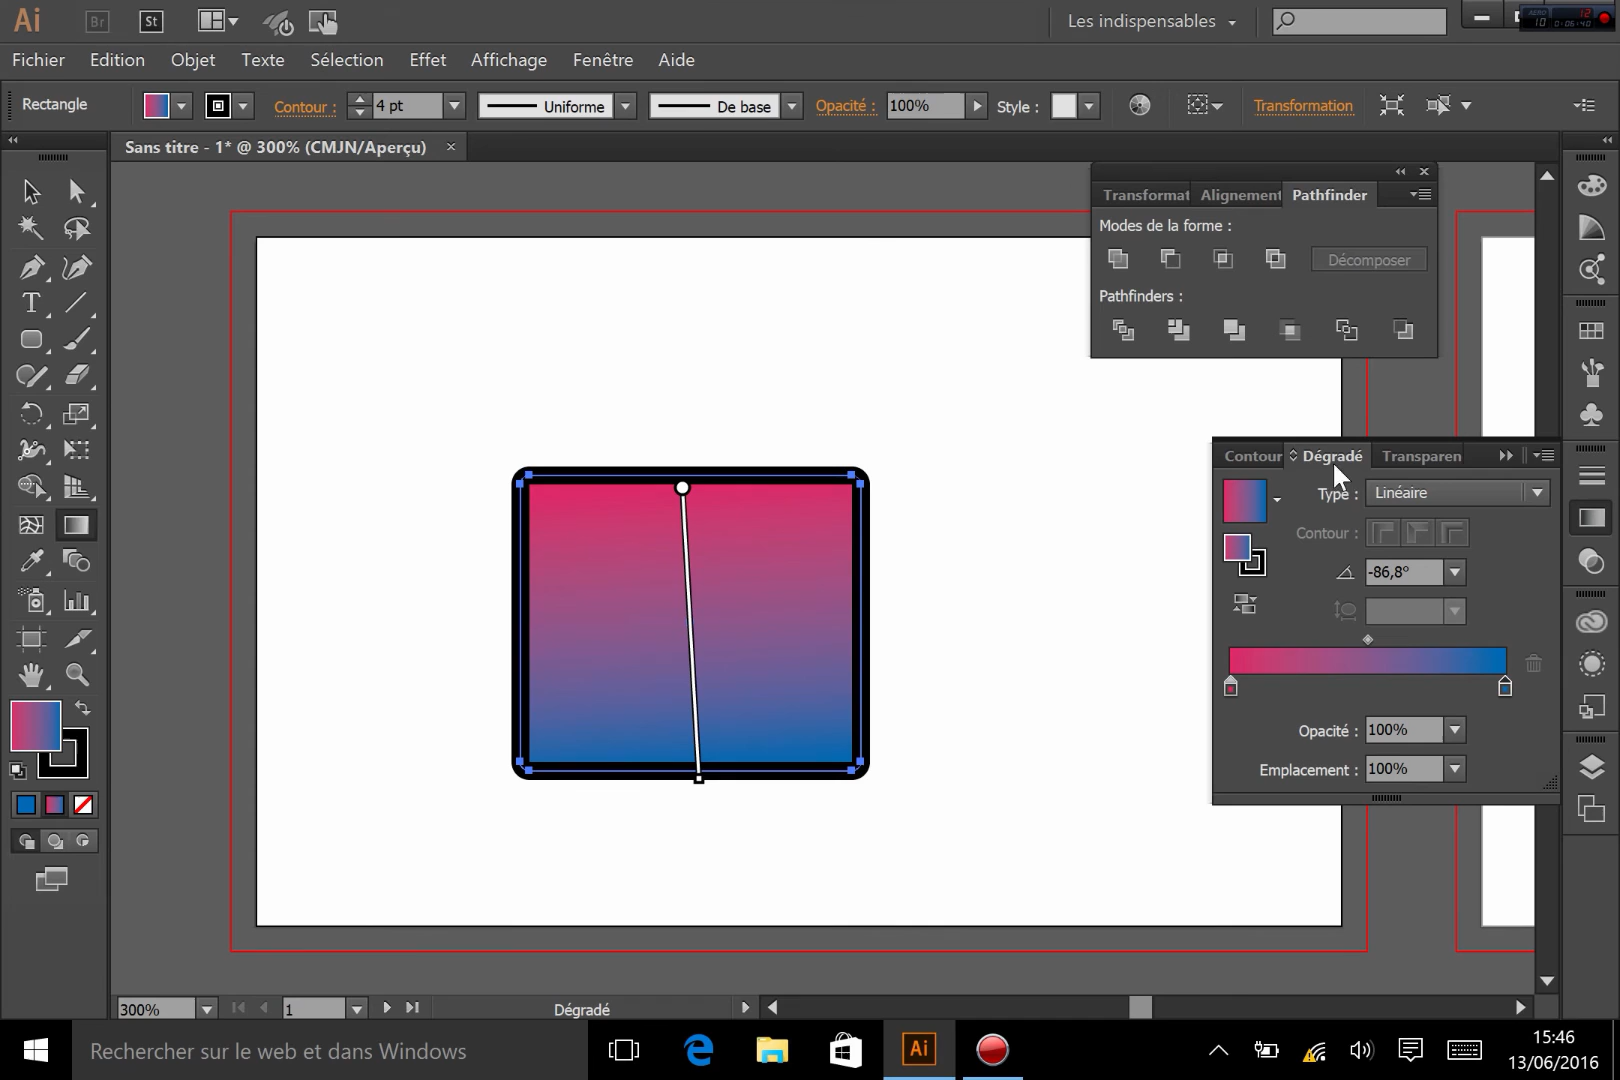 Ai Br St Les indispensables
Fichier Edition Objet Texte Sélection Effet Affichage Fenêtre Aide
Rectangle Contour : 4 pt Uniforme De base Opacité : 100% Style : Transformation
Sans titre - 1* @ 300% (CMJN/Aperçu) ×
Transformat Alignement Pathfinder
Modes de la forme :
Décomposer
Pathfinders :
Contour Dégradé Transparen
Type : Linéaire
Contour :
-86,8°
Opacité : 100%
Emplacement : 100%
300% 1 Dégradé
Rechercher sur le web et dans Windows
Ai
15:46
13/06/2016